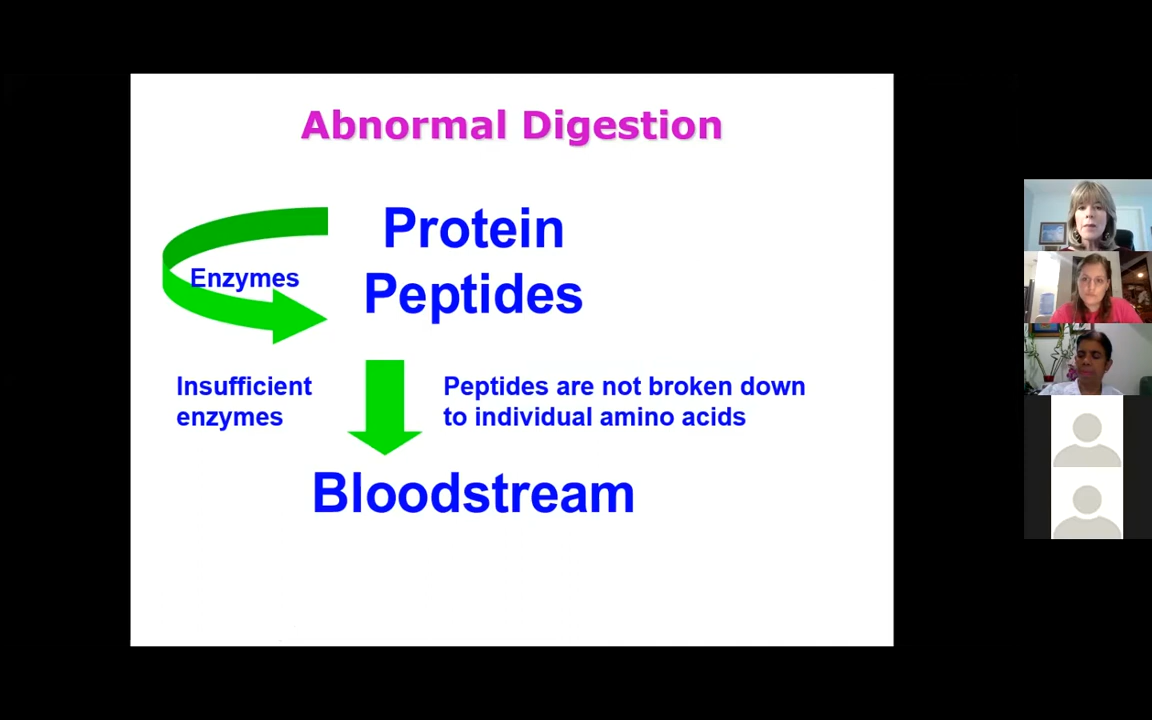 Abnormal Digestion
Protein
Enzymes
Peptides
Insufficient
enzymes
Peptides are not broken down
to individual amino acids
Bloodstream